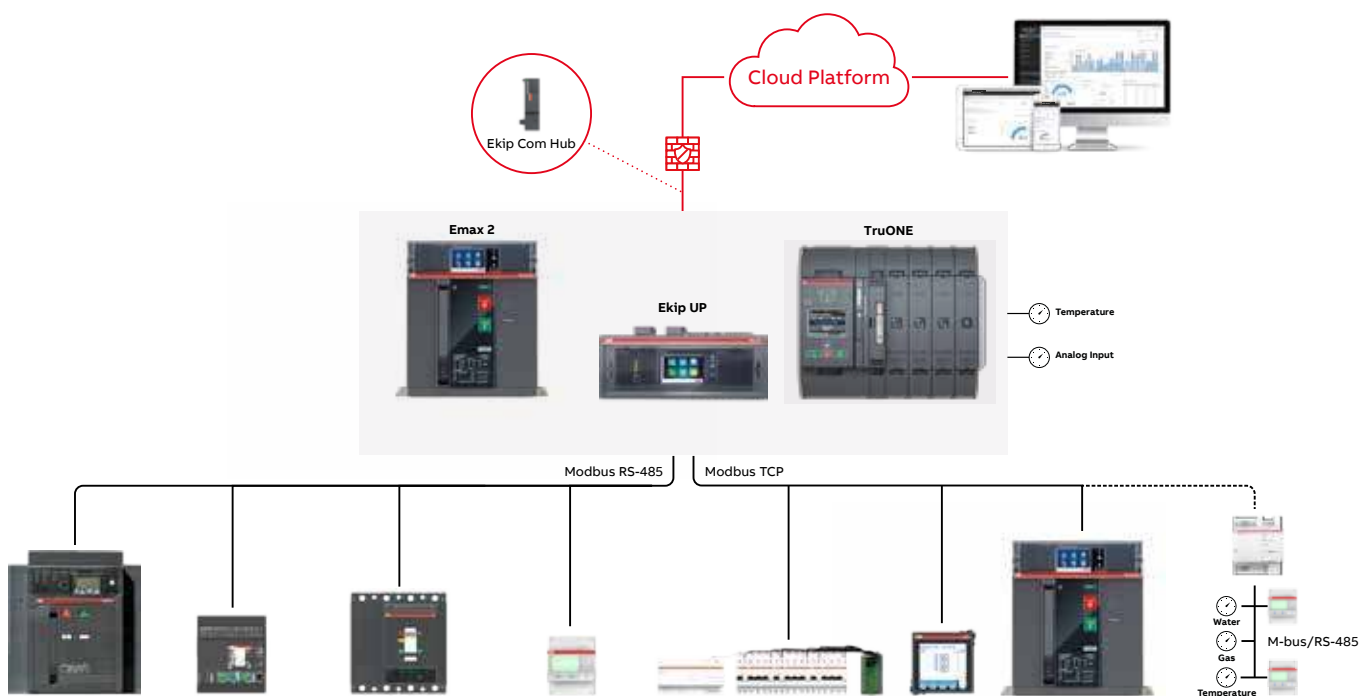 Cloud Platform
Ekip Com Hub
Emax 2
TruONE
Ekip UP
Temperature
Analog Input
Modbus RS-485
Modbus TCP
Water
Gas
M-bus/RS-485
Temperature